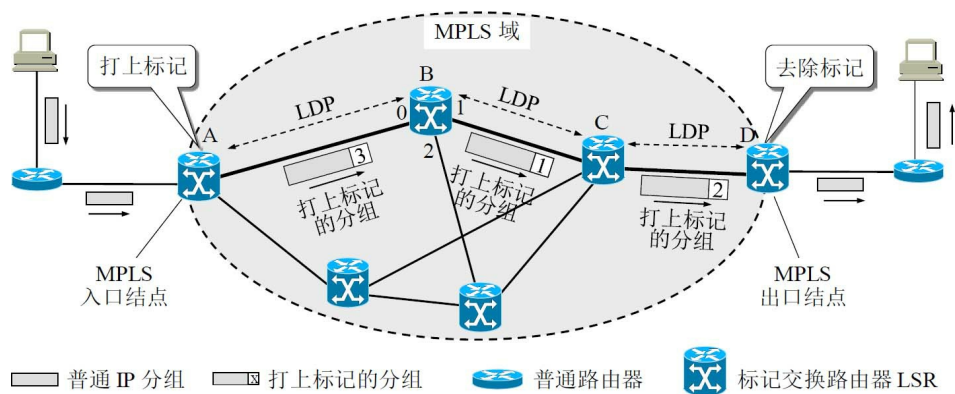 MPLS 域
打上标记
去除标记
B
LDP
0
1
LDP
C
LDP
D
A
2
3
1
2
打上标记
的分组
打上标记
的分组
打上标记
的分组
MPLS
入口结点
MPLS
出口结点
普通 IP 分组
x
打上标记的分组
普通路由器
标记交换路由器 LSR